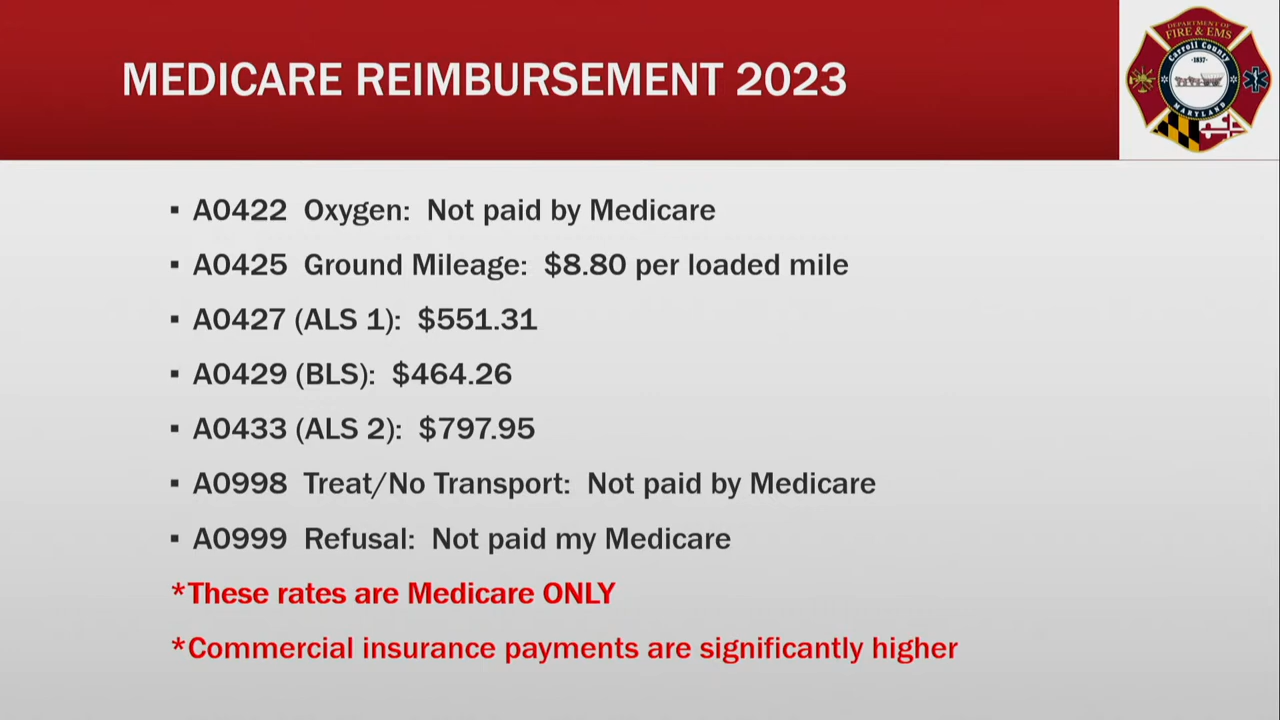 MEDICARE REIMBURSEMENT 2023
DEPARTMENT OF
FIRE & EMS
Carroll County
·1837·
MARYLAND
▪ A0422 Oxygen: Not paid by Medicare
▪ A0425 Ground Mileage: $8.80 per loaded mile
▪ A0427 (ALS 1): $551.31
▪ A0429 (BLS): $464.26
▪ A0433 (ALS 2): $797.95
▪ A0998 Treat/No Transport: Not paid by Medicare
▪ A0999 Refusal: Not paid my Medicare
*These rates are Medicare ONLY
*Commercial insurance payments are significantly higher